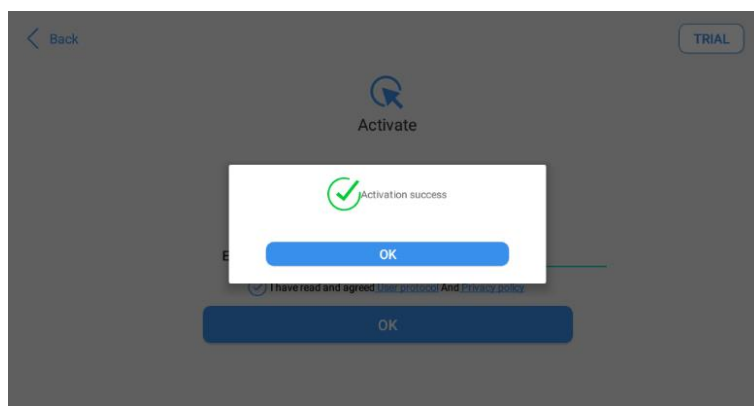 Back
TRIAL
Activate
Activation success
OK
E
I have read and agreed User protocol And Privacy policy
OK